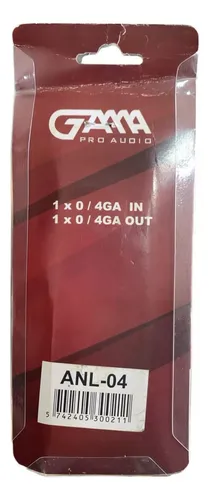 GAMA
PRO AUDIO
1 x 0 / 4GA IN
1 x 0 / 4GA OUT
ANL-04
5 742405 300211